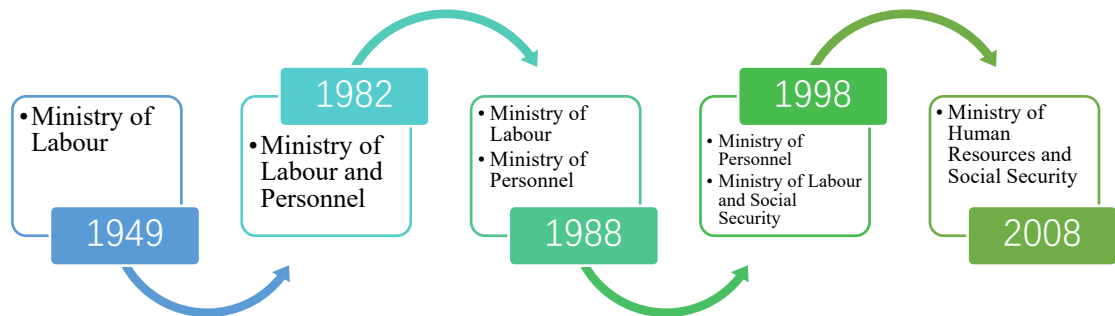 • Ministry of
Labour
1949
1982
• Ministry of
Labour and
Personnel
• Ministry of
Labour
• Ministry of
Personnel
1988
1998
• Ministry of
Personnel
• Ministry of Labour
and Social
Security
• Ministry of
Human
Resources and
Social Security
2008